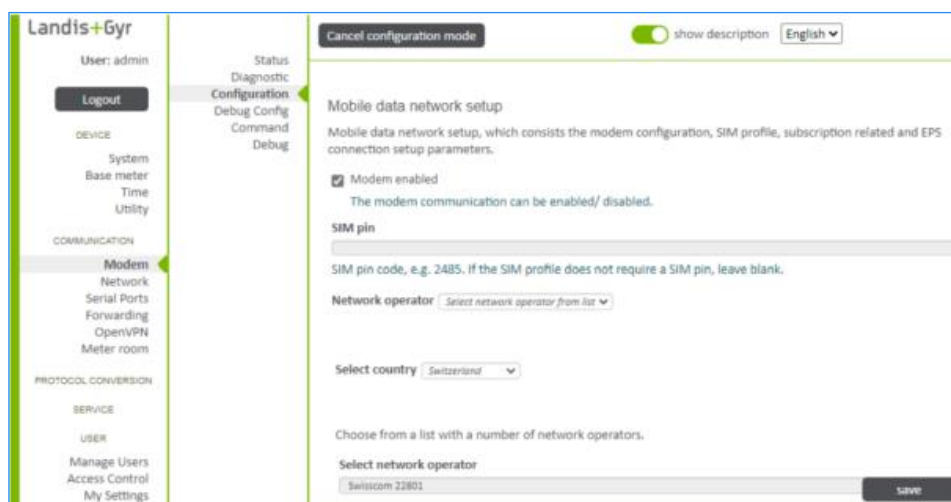 Landis+Gyr
User: admin
Logout
DEVICE
System
Base meter
Time
Utility
COMMUNICATION
Modem
Network
Serial Ports
Forwarding
OpenVPN
Meter room
PROTOCOL CONVERSION
SERVICE
USER
Manage Users
Access Control
My Settings
Status
Diagnostic
Configuration
Debug Config
Command
Debug
Cancel configuration mode
show description
English
Mobile data network setup
Mobile data network setup, which consists the modem configuration, SIM profile, subscription related and EPS
connection setup parameters.
Modem enabled
The modem communication can be enabled/ disabled.
SIM pin
SIM pin code, e.g. 2485. If the SIM profile does not require a SIM pin, leave blank.
Network operator Select network operator from list
Select country Switzerland
Choose from a list with a number of network operators.
Select network operator
Swisscom 22801
save